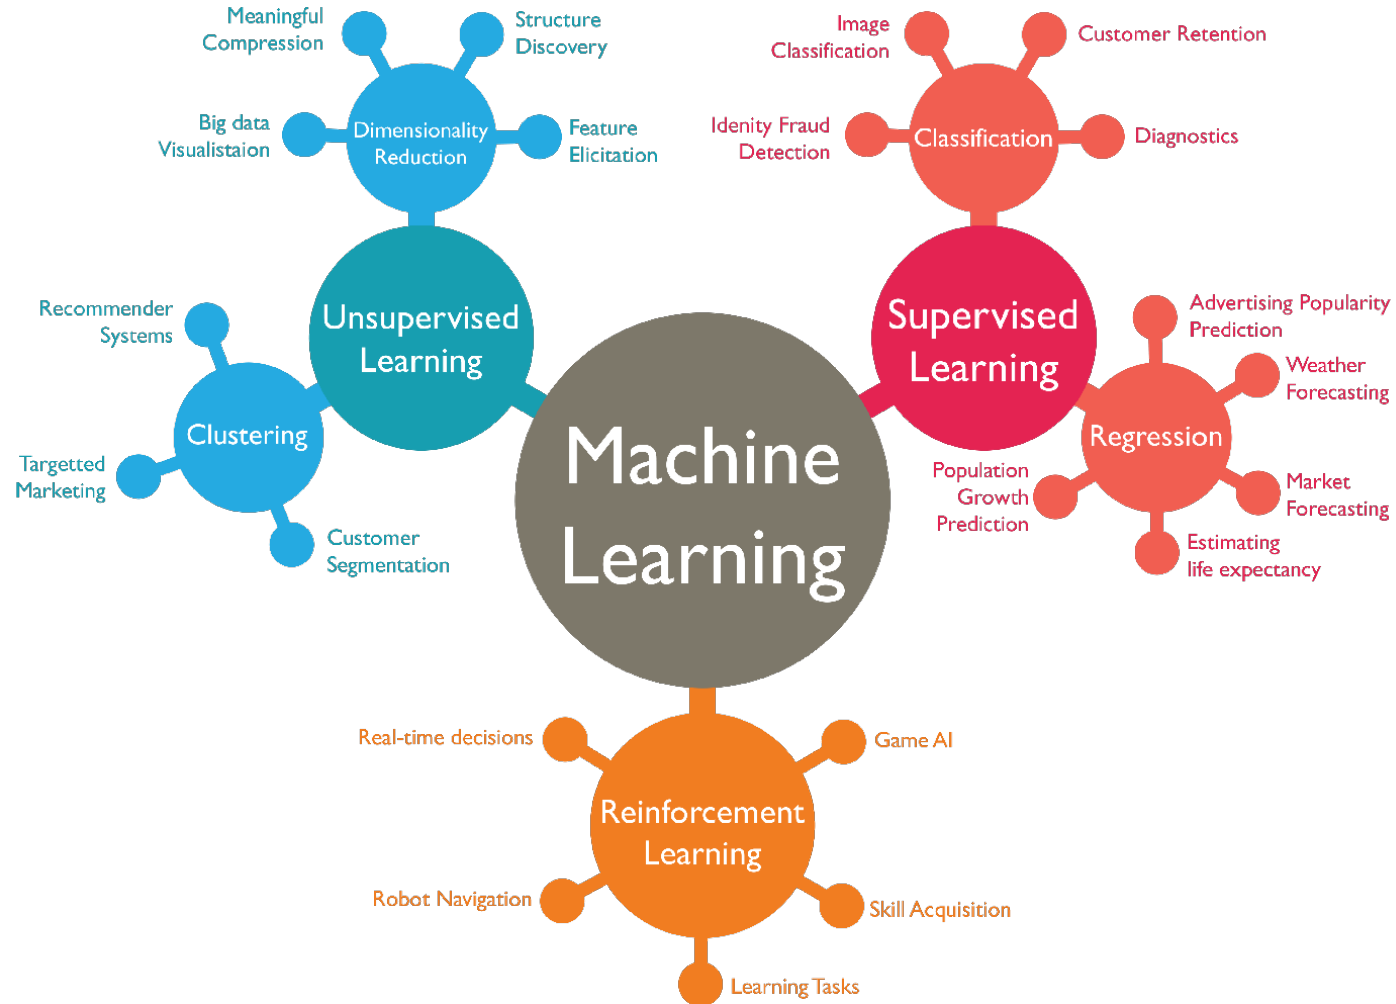 Meaningful
Compression
Structure
Discovery
Big data
Visualistaion
Dimensionality
Reduction
Feature
Elicitation
Image
Classification
Customer Retention
Idenity Fraud
Detection
Classification
Diagnostics
Unsupervised
Learning
Recommender
Systems
Clustering
Targetted
Marketing
Customer
Segmentation
Supervised
Learning
Advertising Popularity
Prediction
Weather
Forecasting
Regression
Population
Growth
Prediction
Market
Forecasting
Estimating
life expectancy
Machine
Learning
Real-time decisions
Game AI
Reinforcement
Learning
Robot Navigation
Skill Acquisition
Learning Tasks